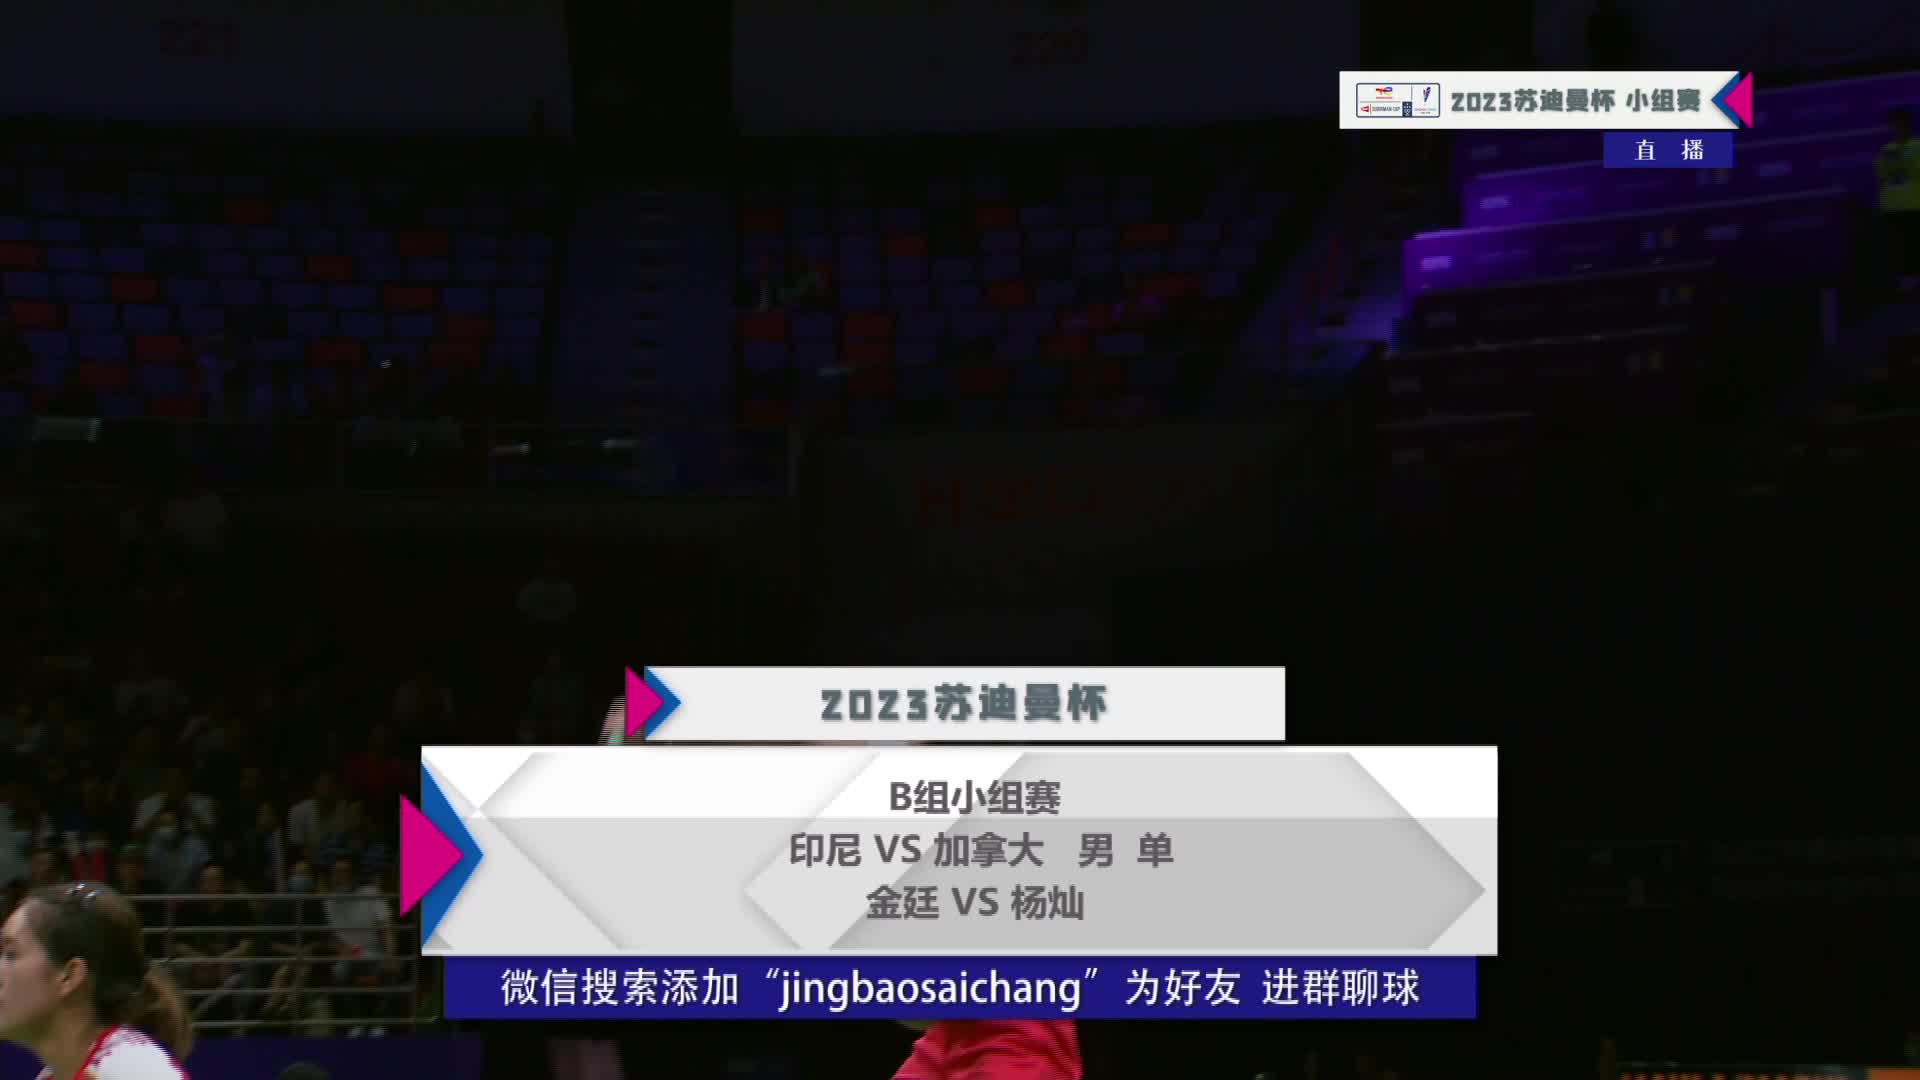 2023苏迪曼杯 小组赛
直 播
2023苏迪曼杯
B组小组赛
印尼 VS 加拿大 男 单
金廷 VS 杨灿
微信搜索添加“jingbaosaichang”为好友 进群聊球